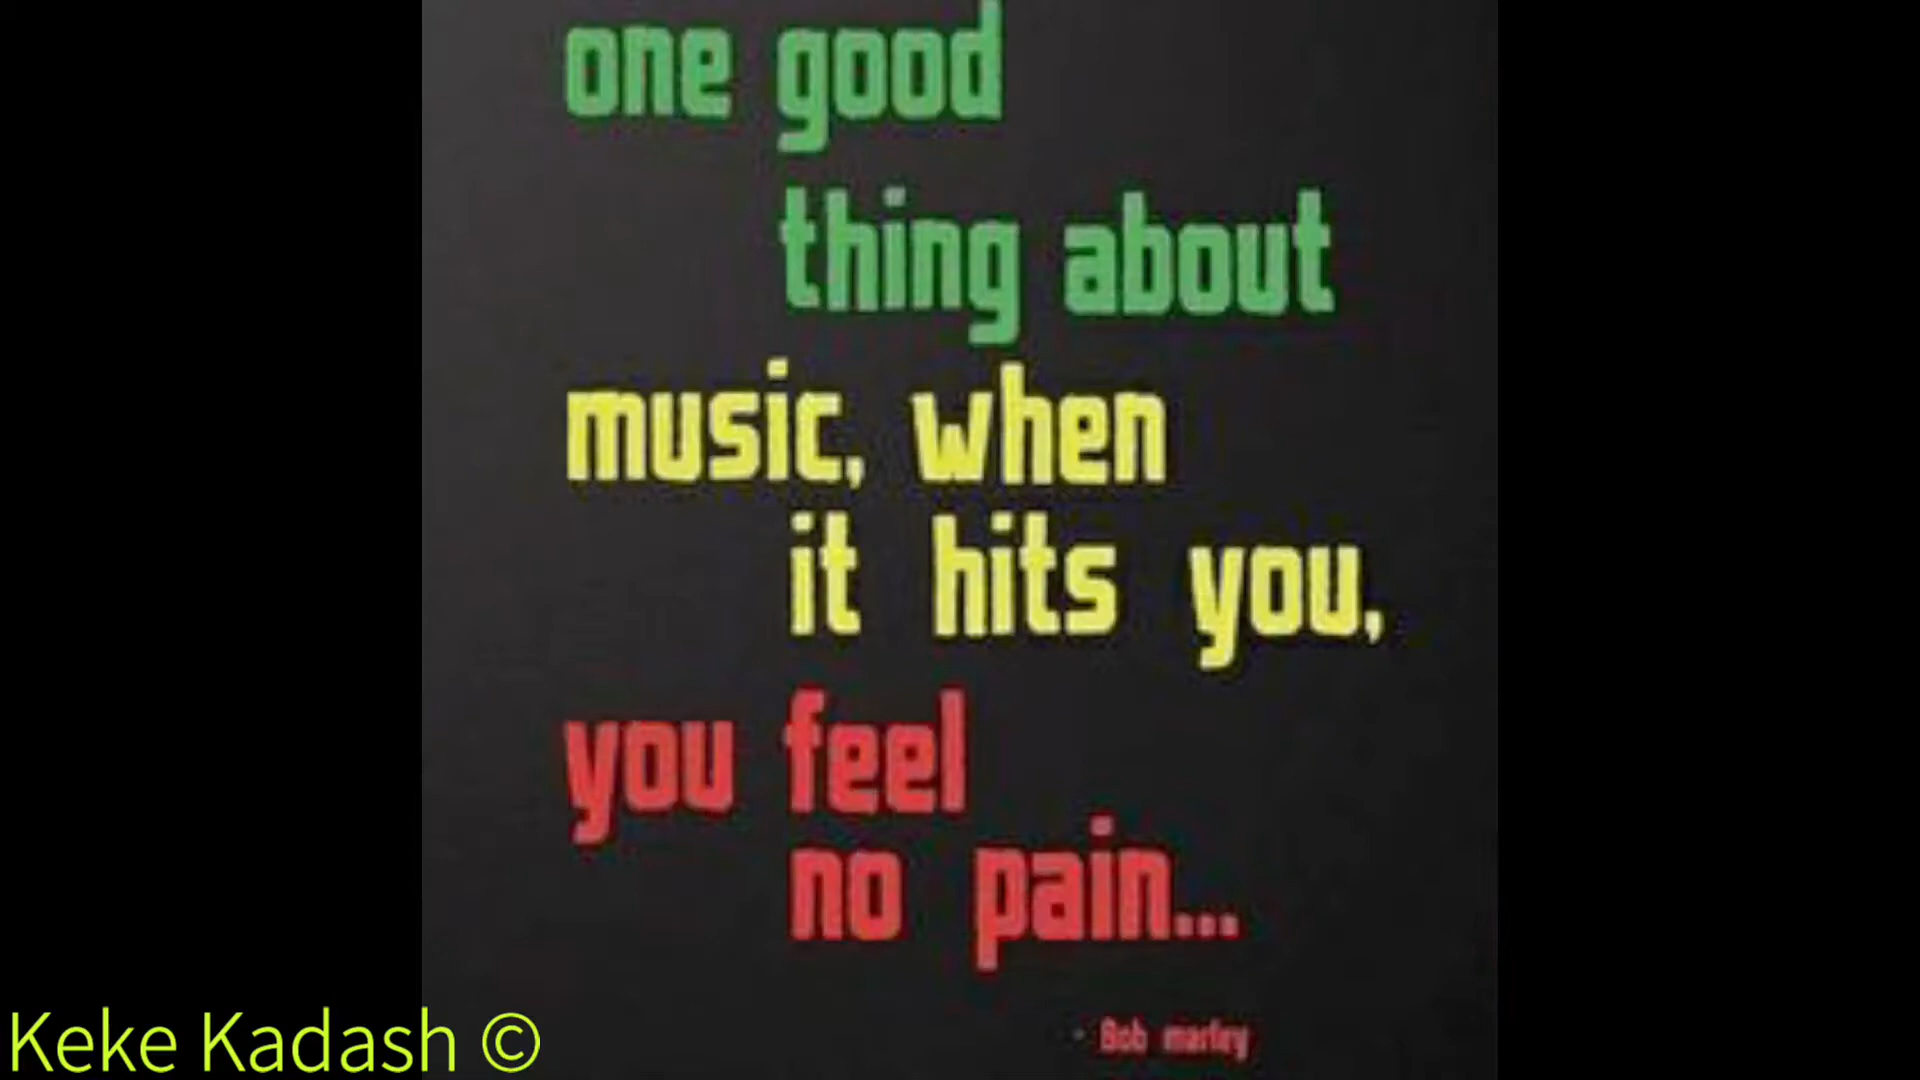 one good
thing about
music, when
it hits you,
you feel
no pain...
- Bob marley
Keke Kadash ©